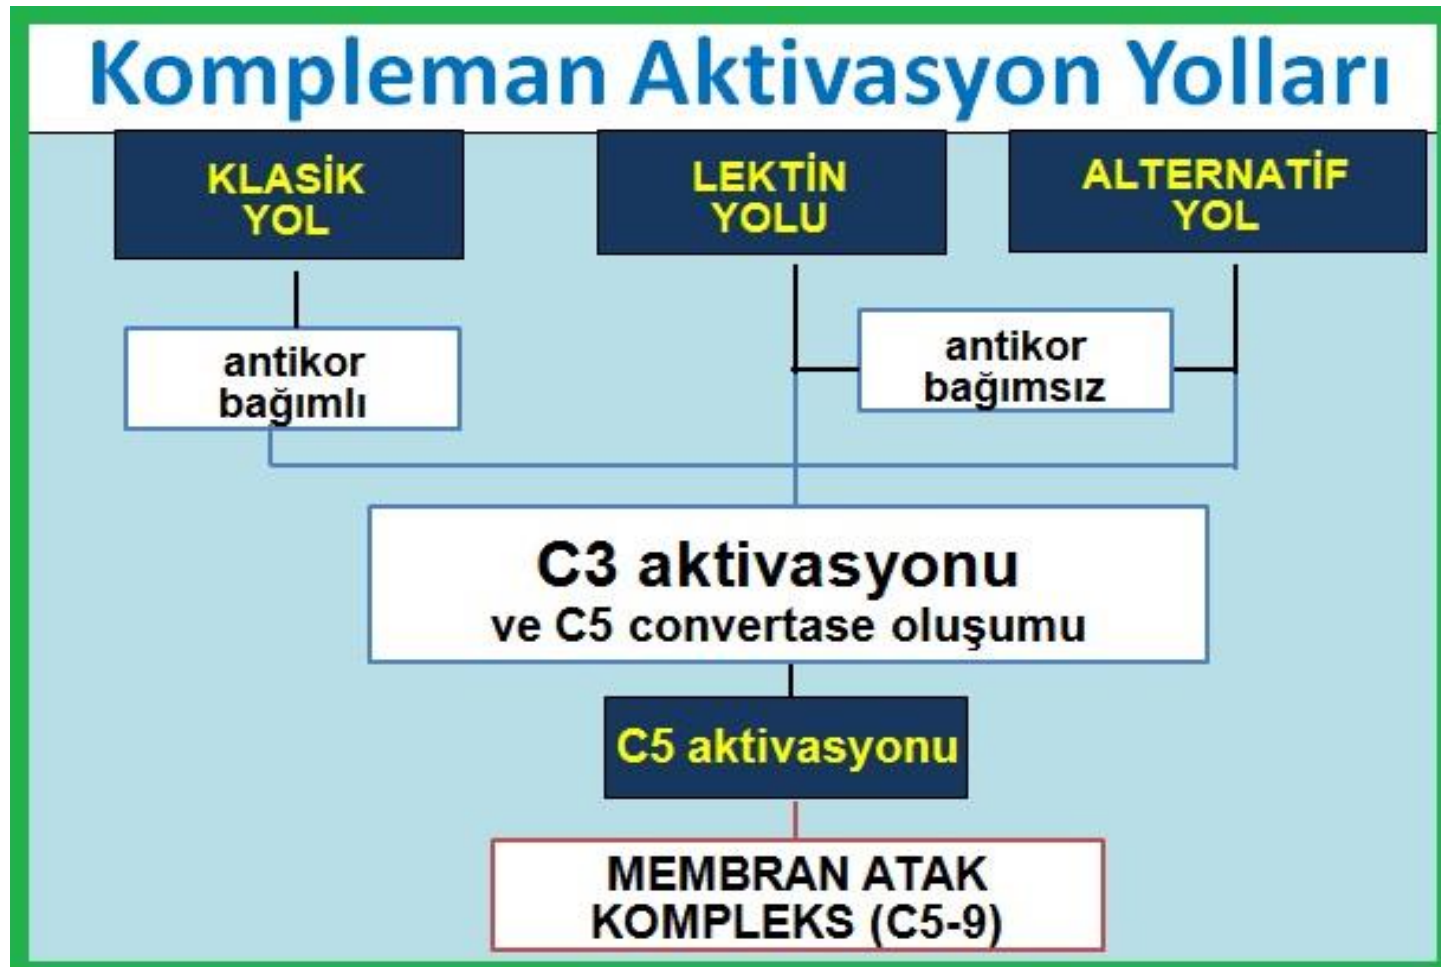 Kompleman Aktivasyon Yolları
KLASİK
YOL
LEKTİN
YOLU
ALTERNATİF
YOL
antikor
bağımlı
antikor
bağımsız
C3 aktivasyonu
ve C5 convertase oluşumu
C5 aktivasyonu
MEMBRAN ATAK
KOMPLEKS (C5-9)